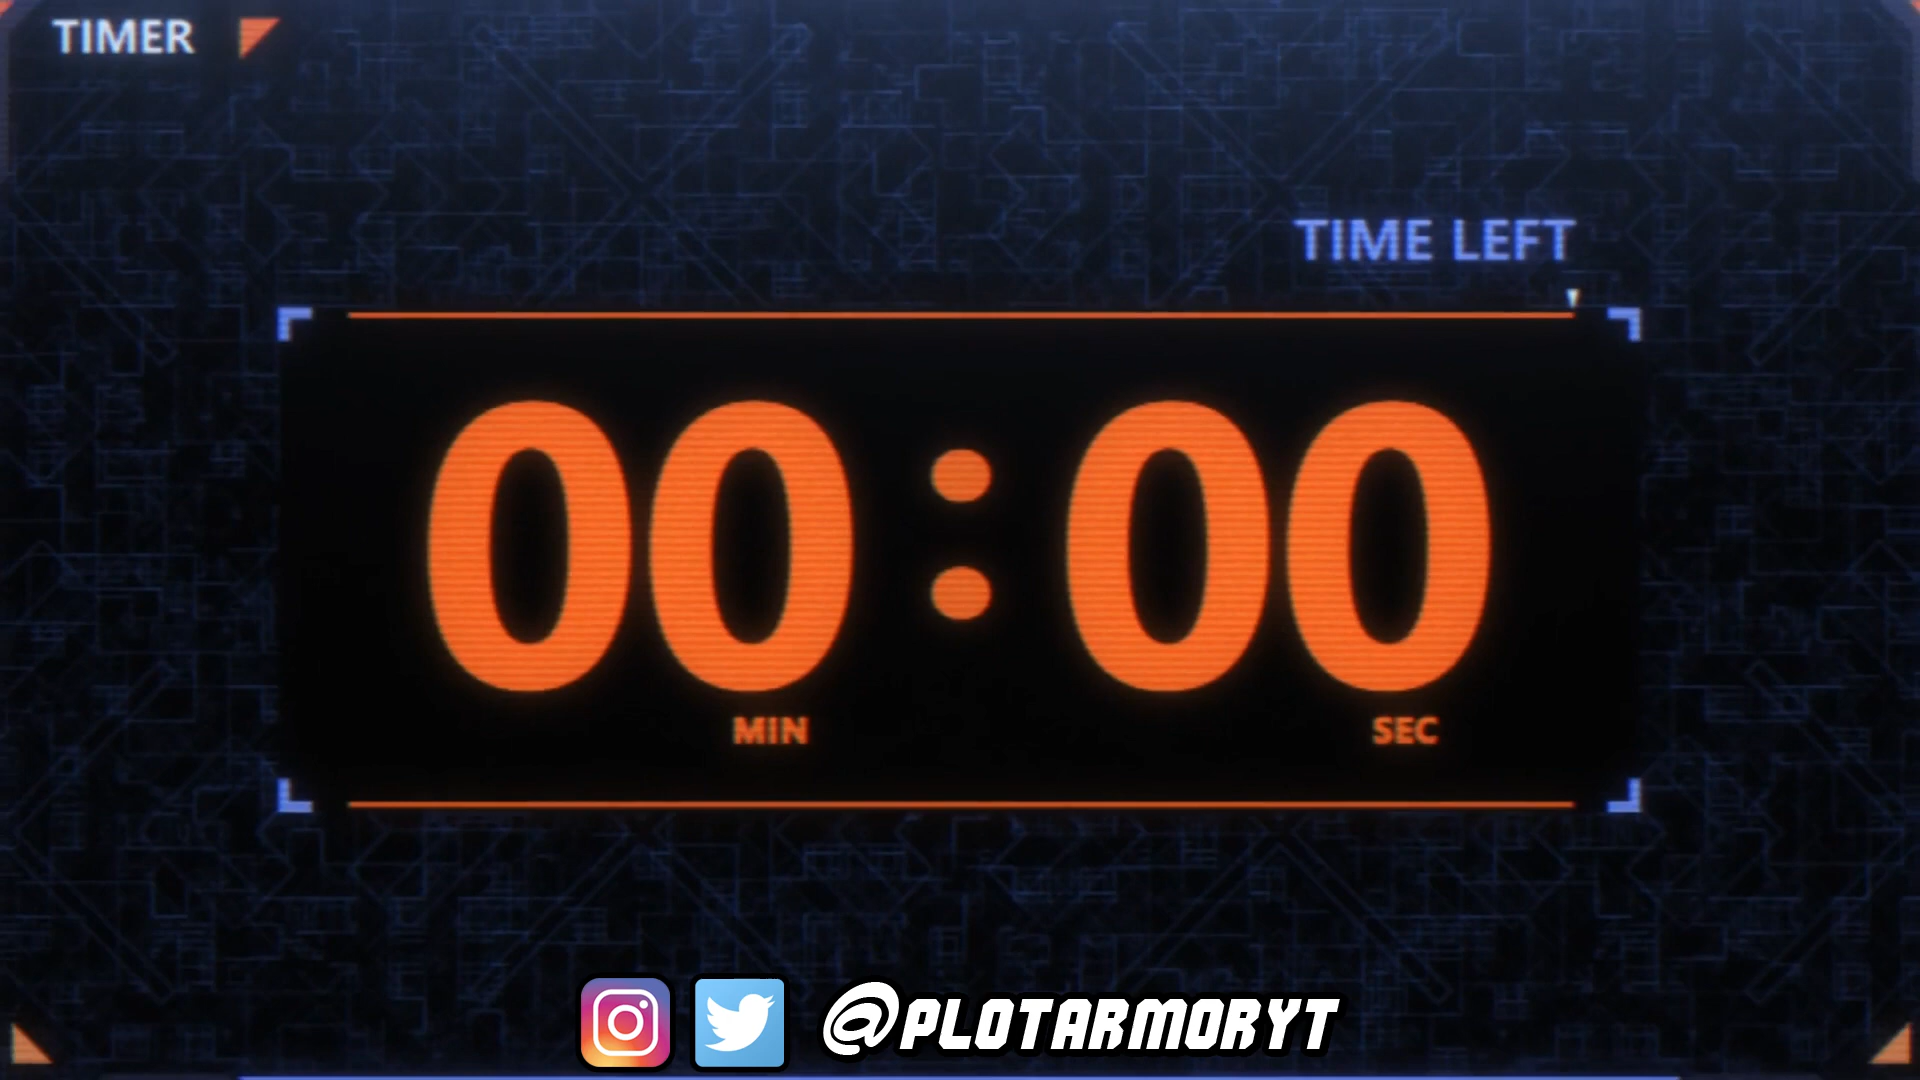 TIMER
TIME LEFT
00:00
MIN
SEC
@PLOTARMORYT